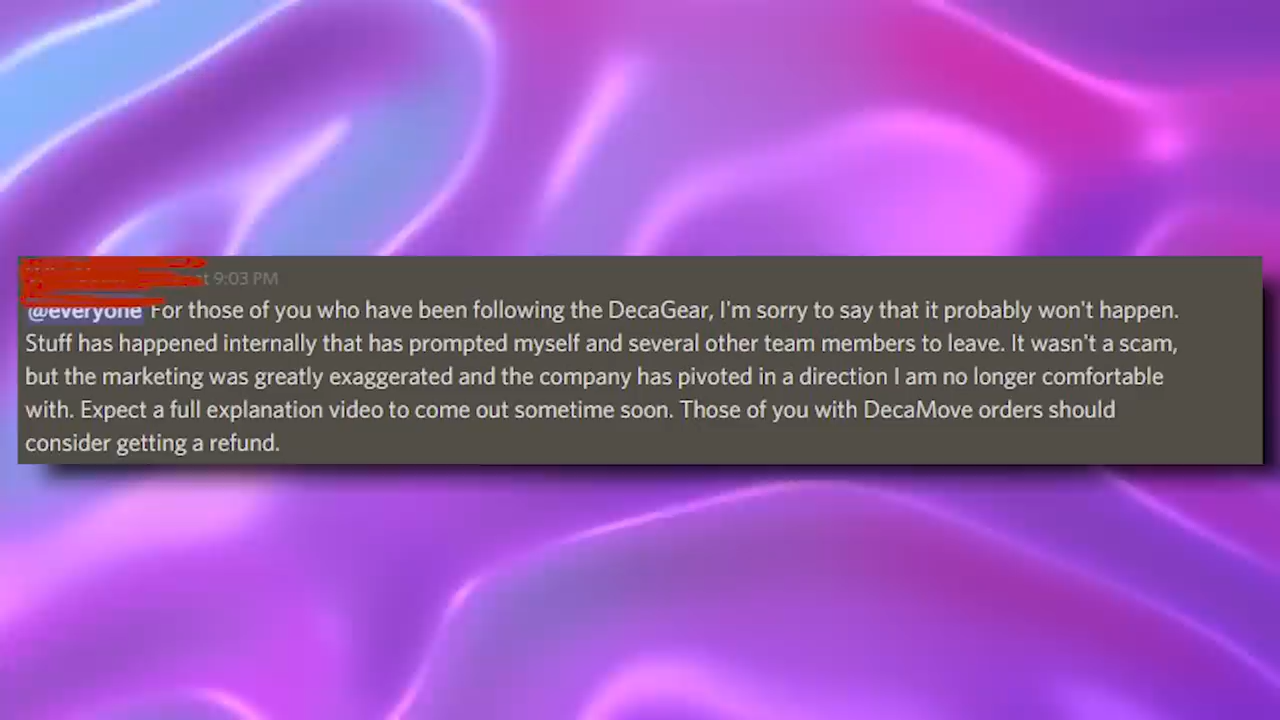 at 9:03 PM
@everyone For those of you who have been following the DecaGear, I'm sorry to say that it probably won't happen.
Stuff has happened internally that has prompted myself and several other team members to leave. It wasn't a scam,
but the marketing was greatly exaggerated and the company has pivoted in a direction I am no longer comfortable
with. Expect a full explanation video to come out sometime soon. Those of you with DecaMove orders should
consider getting a refund.